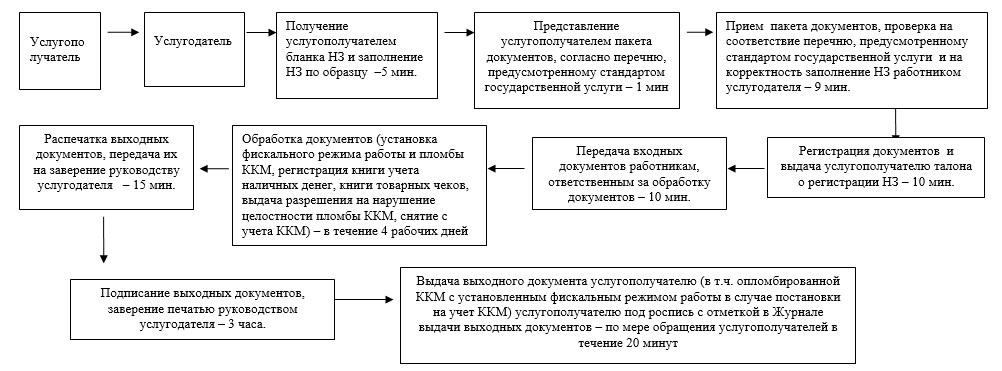 Услугопо
лучатель
Услугодатель
Получение
услугополучателем
бланка НЗ и заполнение
НЗ по образцу –5 мин.
Представление
услугополучателем пакета
документов, согласно перечню,
предусмотренному стандартом
государственной услуги – 1 мин
Прием пакета документов, проверка на
соответствие перечню, предусмотренному
стандартом государственной услуги и на
корректность заполнение НЗ работником
услугодателя – 9 мин.
Регистрация документов и
выдача услугополучателю талона
о регистрации НЗ – 10 мин.
Передача входных
документов работникам,
ответственным за обработку
документов – 10 мин.
Обработка документов (установка
фискального режима работы и пломбы
ККМ, регистрация книги учета
наличных денег, книги товарных чеков,
выдача разрешения на нарушение
целостности пломбы ККМ, снятие с
учета ККМ) – в течение 4 рабочих дней
Распечатка выходных
документов, передача их
на заверение руководству
услугодателя – 15 мин.
Подписание выходных документов,
заверение печатью руководством
услугодателя – 3 часа.
Выдача выходного документа услугополучателю (в т.ч. опломбированной
ККМ с установленным фискальным режимом работы в случае постановки
на учет ККМ) услугополучателю под роспись с отметкой в Журнале
выдачи выходных документов – по мере обращения услугополучателей в
течение 20 минут